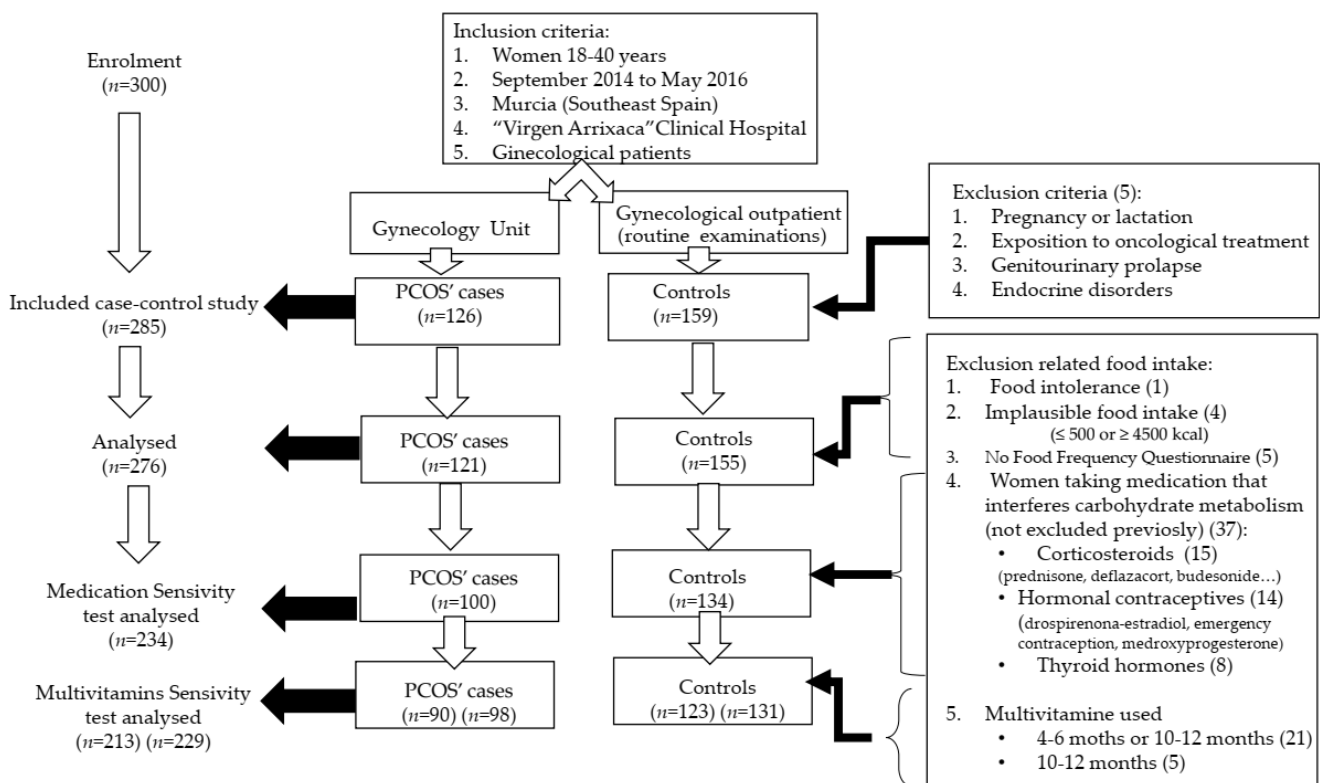 Inclusion criteria:
1. Women 18-40 years
2. September 2014 to May 2016
3. Murcia (Southeast Spain)
4. “Virgen Arrixaca”Clinical Hospital
5. Ginecological patients
Enrolment
(n=300)
Gynecology Unit
Gynecological outpatient
(routine examinations)
Exclusion criteria (5):
1. Pregnancy or lactation
2. Exposition to oncological treatment
3. Genitourinary prolapse
4. Endocrine disorders
Included case-control study
(n=285)
PCOS’ cases
(n=126)
Controls
(n=159)
Analysed
(n=276)
PCOS’ cases
(n=121)
Controls
(n=155)
Medication Sensivity
test analysed
(n=234)
PCOS’ cases
(n=100)
Controls
(n=134)
Multivitamins Sensivity
test analysed
(n=213) (n=229)
PCOS’ cases
(n=90) (n=98)
Controls
(n=123) (n=131)
Exclusion related food intake:
1. Food intolerance (1)
2. Implausible food intake (4)
(≤ 500 or ≥ 4500 kcal)
3. No Food Frequency Questionnaire (5)
4. Women taking medication that
interferes carbohydrate metabolism
(not excluded previosly) (37):
• Corticosteroids (15)
(prednisone, deflazacort, budesonide…)
• Hormonal contraceptives (14)
(drospirenona-estradiol, emergency
contraception, medroxyprogesterone)
• Thyroid hormones (8)
5. Multivitamine used
• 4-6 moths or 10-12 months (21)
• 10-12 months (5)